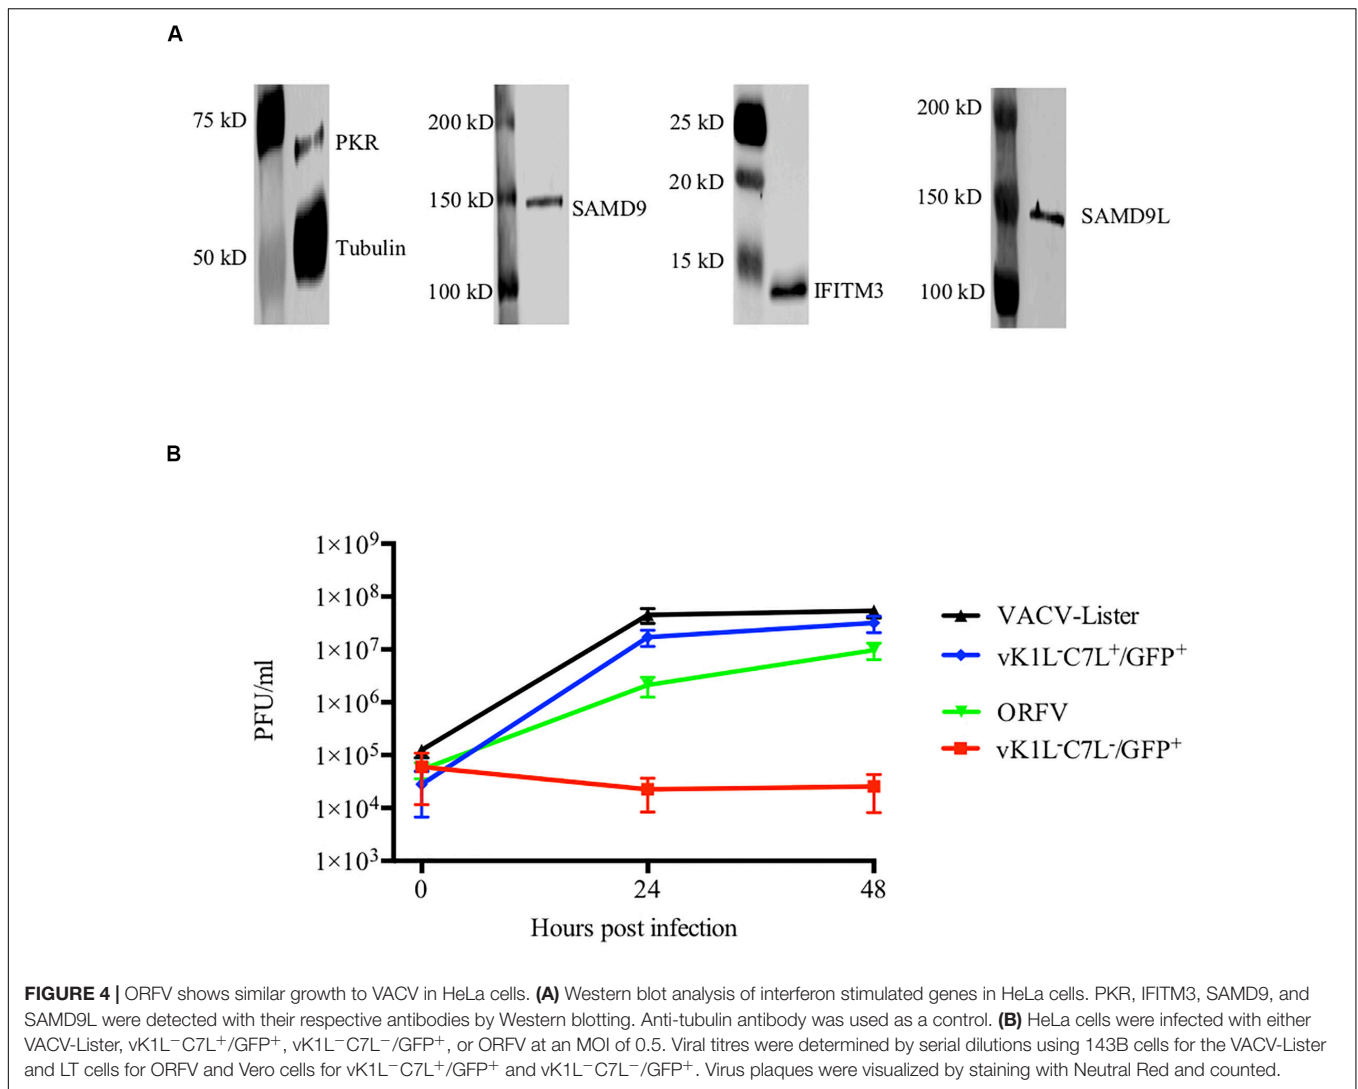 A
75 kD
PKR
Tubulin
50 kD
200 kD
150 kD
SAMD9
100 kD
25 kD
20 kD
15 kD
IFITM3
200 kD
150 kD
SAMD9L
100 kD
B
1×10⁹
1×10⁸
1×10⁷
1×10⁶
1×10⁵
1×10⁴
1×10³
PFU/ml
0
24
48
Hours post infection
VACV-Lister
vK1L⁻C7L⁺/GFP⁺
ORFV
vK1L⁻C7L⁻/GFP⁺
FIGURE 4 | ORFV shows similar growth to VACV in HeLa cells. (A) Western blot analysis of interferon stimulated genes in HeLa cells. PKR, IFITM3, SAMD9, and
SAMD9L were detected with their respective antibodies by Western blotting. Anti-tubulin antibody was used as a control. (B) HeLa cells were infected with either
VACV-Lister, vK1L⁻C7L⁺/GFP⁺, vK1L⁻C7L⁻/GFP⁺, or ORFV at an MOI of 0.5. Viral titres were determined by serial dilutions using 143B cells for the VACV-Lister
and LT cells for ORFV and Vero cells for vK1L⁻C7L⁺/GFP⁺ and vK1L⁻C7L⁻/GFP⁺. Virus plaques were visualized by staining with Neutral Red and counted.